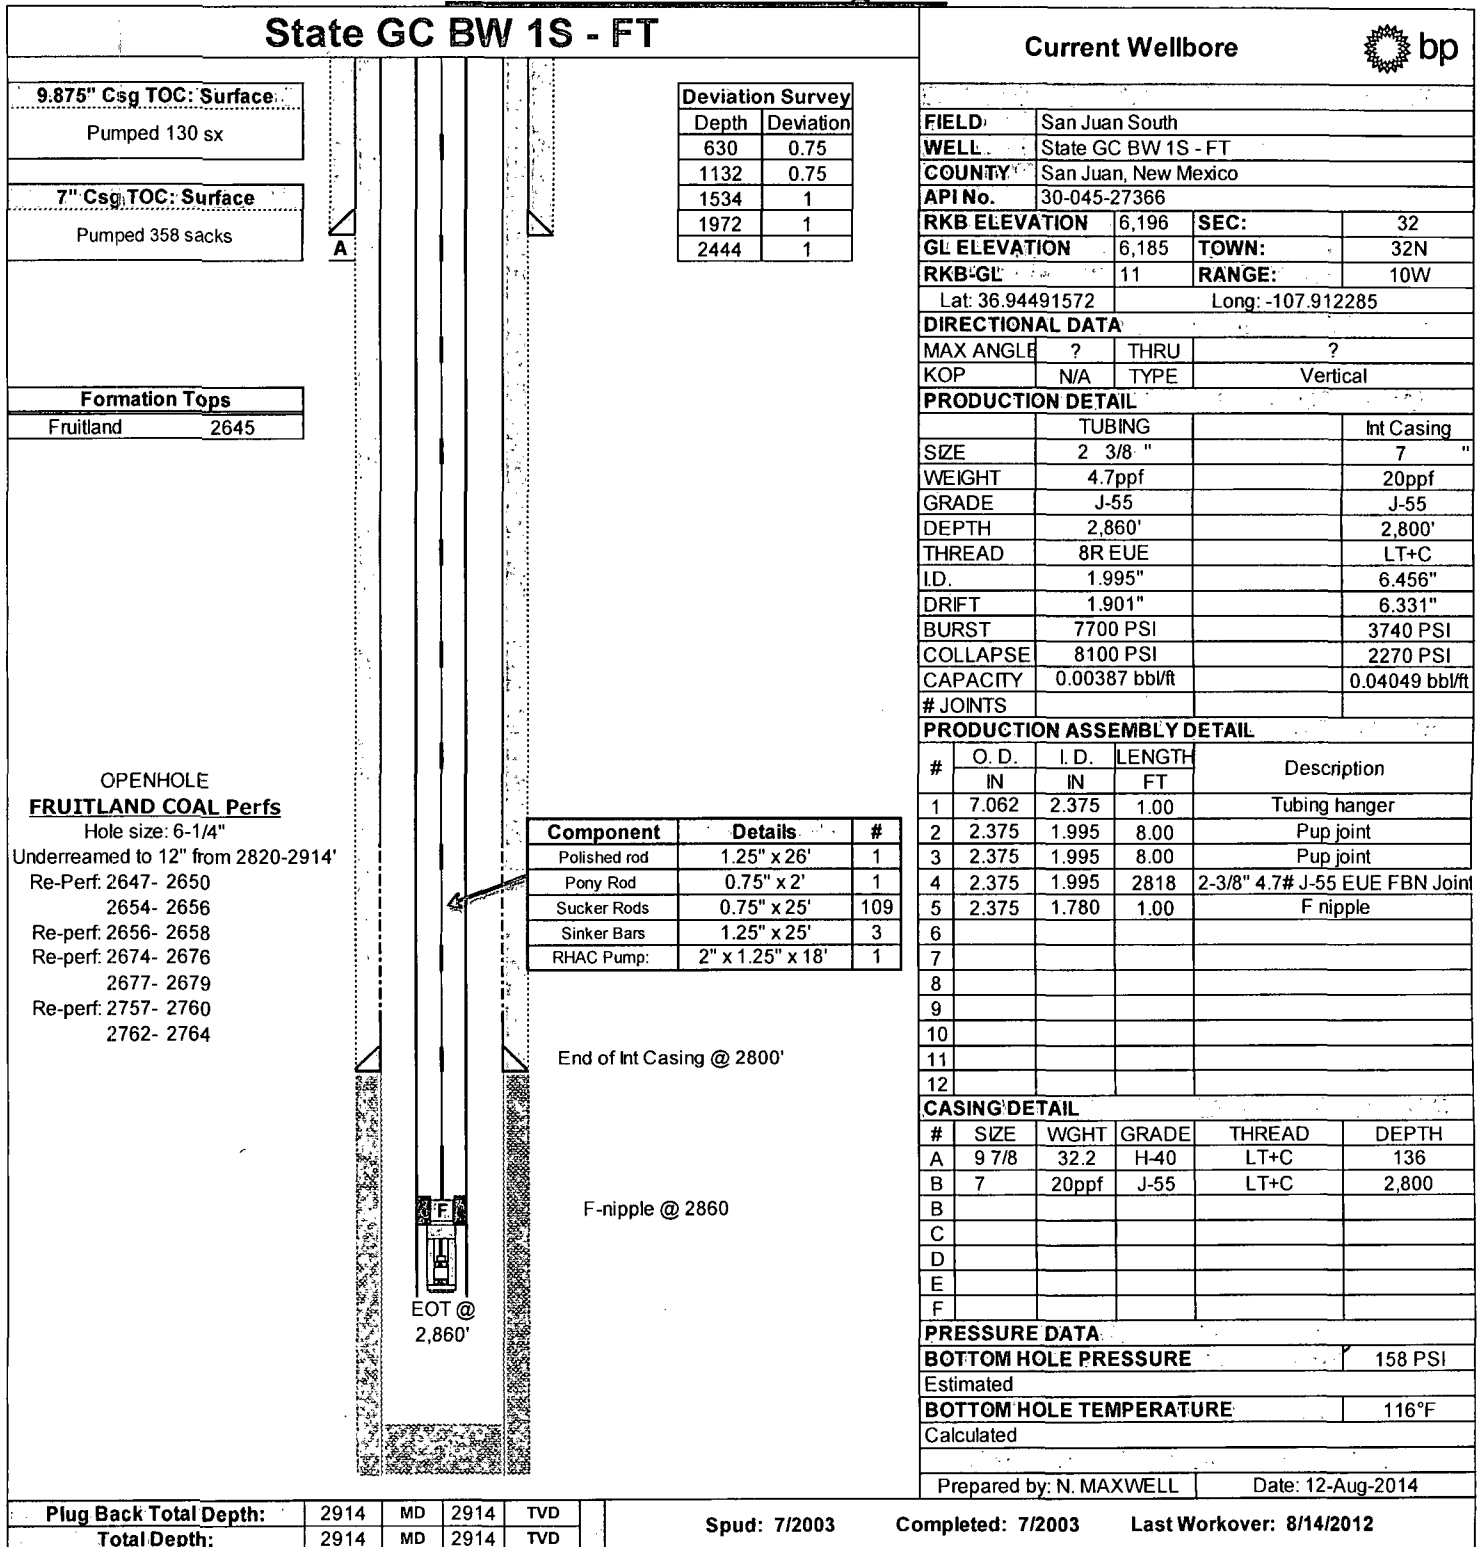 State GC BW 1S - FT
Current Wellbore
bp
9.875" Csg TOC: Surface
Pumped 130 sx
7" Csg TOC: Surface
Pumped 358 sacks
A
Deviation Survey
Depth Deviation
630 0.75
1132 0.75
1534 1
1972 1
2444 1
Formation Tops
Fruitland 2645
OPENHOLE
FRUITLAND COAL Perfs
Hole size: 6-1/4"
Underreamed to 12" from 2820-2914'
Re-Perf: 2647- 2650
2654- 2656
Re-perf: 2656- 2658
Re-perf: 2674- 2676
2677- 2679
Re-perf: 2757- 2760
2762- 2764
Component Details #
Polished rod 1.25" x 26' 1
Pony Rod 0.75" x 2' 1
Sucker Rods 0.75" x 25' 109
Sinker Bars 1.25" x 25' 3
RHAC Pump: 2" x 1.25" x 18' 1
End of Int Casing @ 2800'
F-nipple @ 2860
F
EOT @
2,860'
FIELD San Juan South
WELL State GC BW 1S - FT
COUNTY San Juan, New Mexico
API No. 30-045-27366
RKB ELEVATION 6,196 SEC: 32
GL ELEVATION 6,185 TOWN: 32N
RKB-GL 11 RANGE: 10W
Lat: 36.94491572 Long: -107.912285
DIRECTIONAL DATA
MAX ANGLE ? THRU ?
KOP N/A TYPE Vertical
PRODUCTION DETAIL
TUBING Int Casing
SIZE 2 3/8 " 7 "
WEIGHT 4.7ppf 20ppf
GRADE J-55 J-55
DEPTH 2,860' 2,800'
THREAD 8R EUE LT+C
I.D. 1.995" 6.456"
DRIFT 1.901" 6.331"
BURST 7700 PSI 3740 PSI
COLLAPSE 8100 PSI 2270 PSI
CAPACITY 0.00387 bbl/ft 0.04049 bbl/ft
# JOINTS
PRODUCTION ASSEMBLY DETAIL
# O. D. I. D. LENGTH Description
IN IN FT
1 7.062 2.375 1.00 Tubing hanger
2 2.375 1.995 8.00 Pup joint
3 2.375 1.995 8.00 Pup joint
4 2.375 1.995 2818 2-3/8" 4.7# J-55 EUE FBN Joint
5 2.375 1.780 1.00 F nipple
6
7
8
9
10
11
12
CASING DETAIL
# SIZE WGHT GRADE THREAD DEPTH
A 9 7/8 32.2 H-40 LT+C 136
B 7 20ppf J-55 LT+C 2,800
B
C
D
E
F
PRESSURE DATA
BOTTOM HOLE PRESSURE 158 PSI
Estimated
BOTTOM HOLE TEMPERATURE 116°F
Calculated
Prepared by: N. MAXWELL Date: 12-Aug-2014
Plug Back Total Depth: 2914 MD 2914 TVD
Total Depth: 2914 MD 2914 TVD
Spud: 7/2003 Completed: 7/2003 Last Workover: 8/14/2012